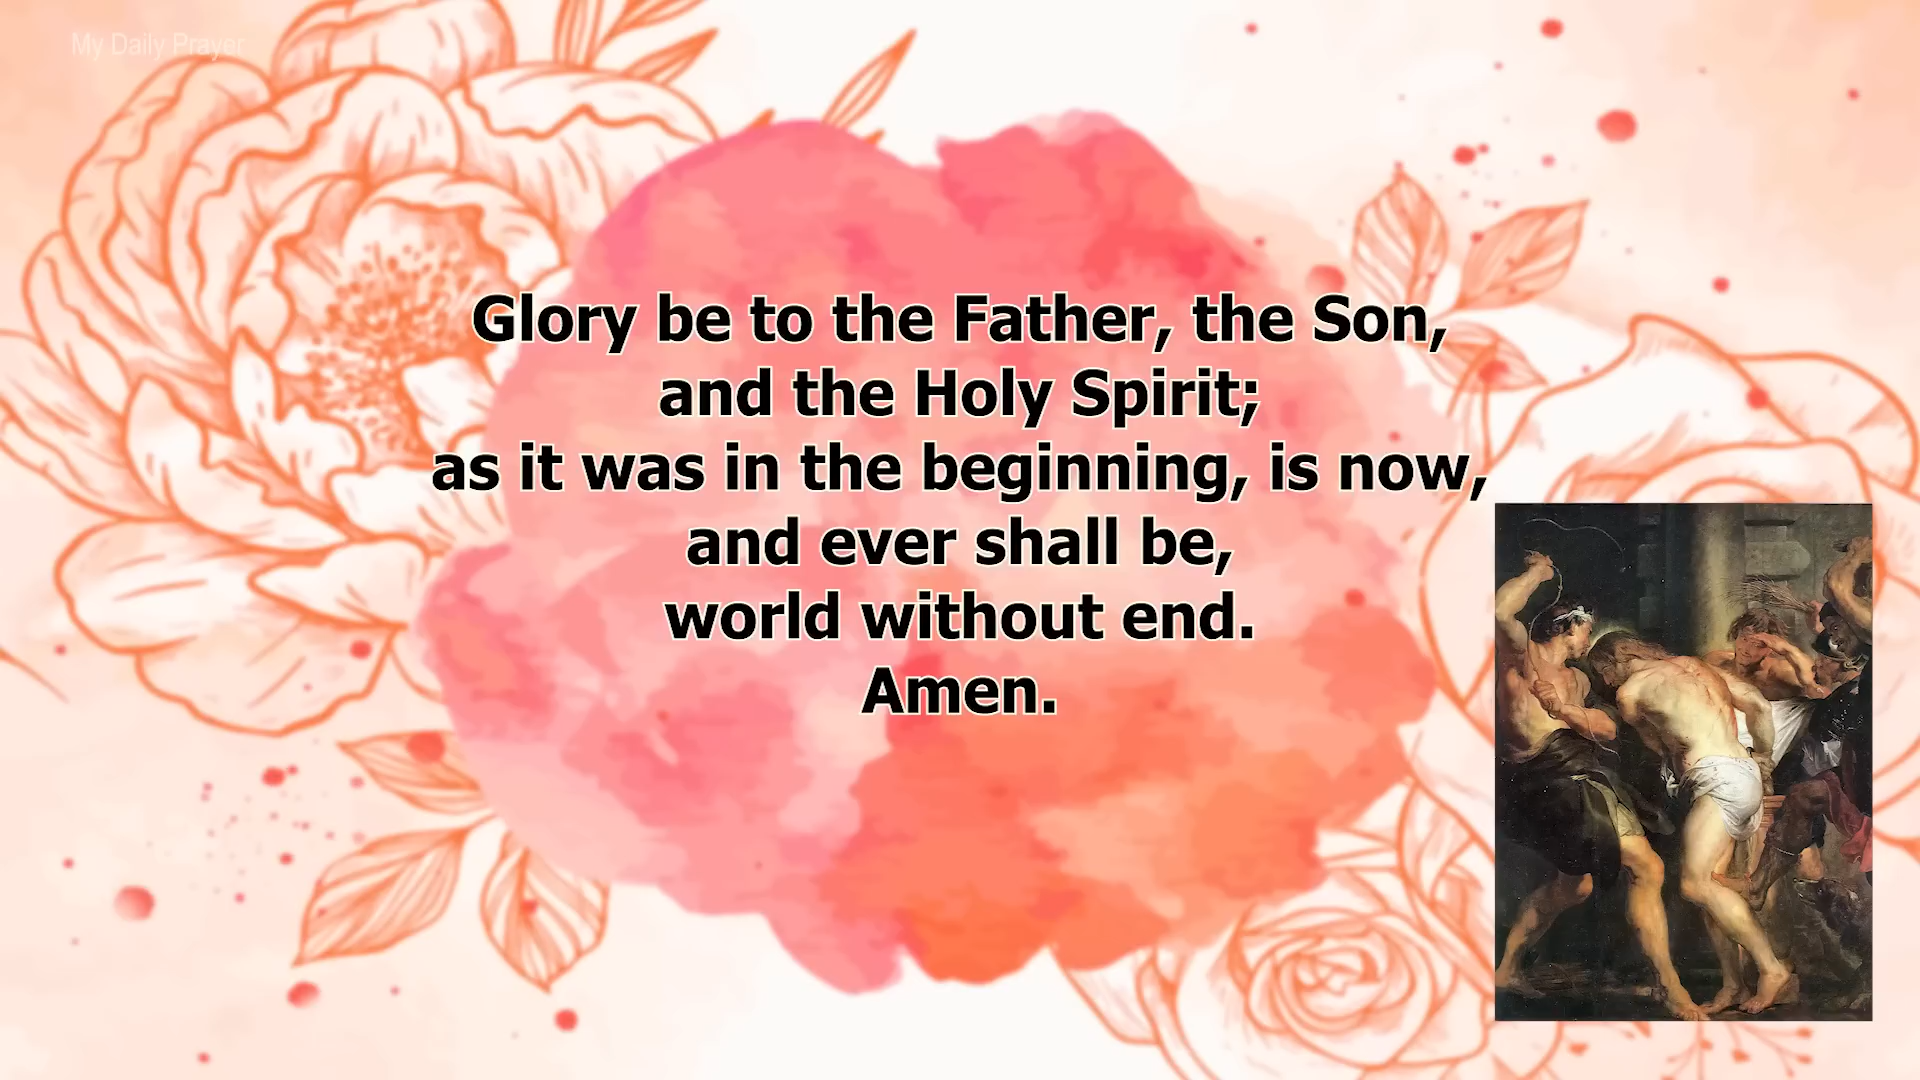 My Daily Prayer
Glory be to the Father, the Son,
and the Holy Spirit;
as it was in the beginning, is now,
and ever shall be,
world without end.
Amen.